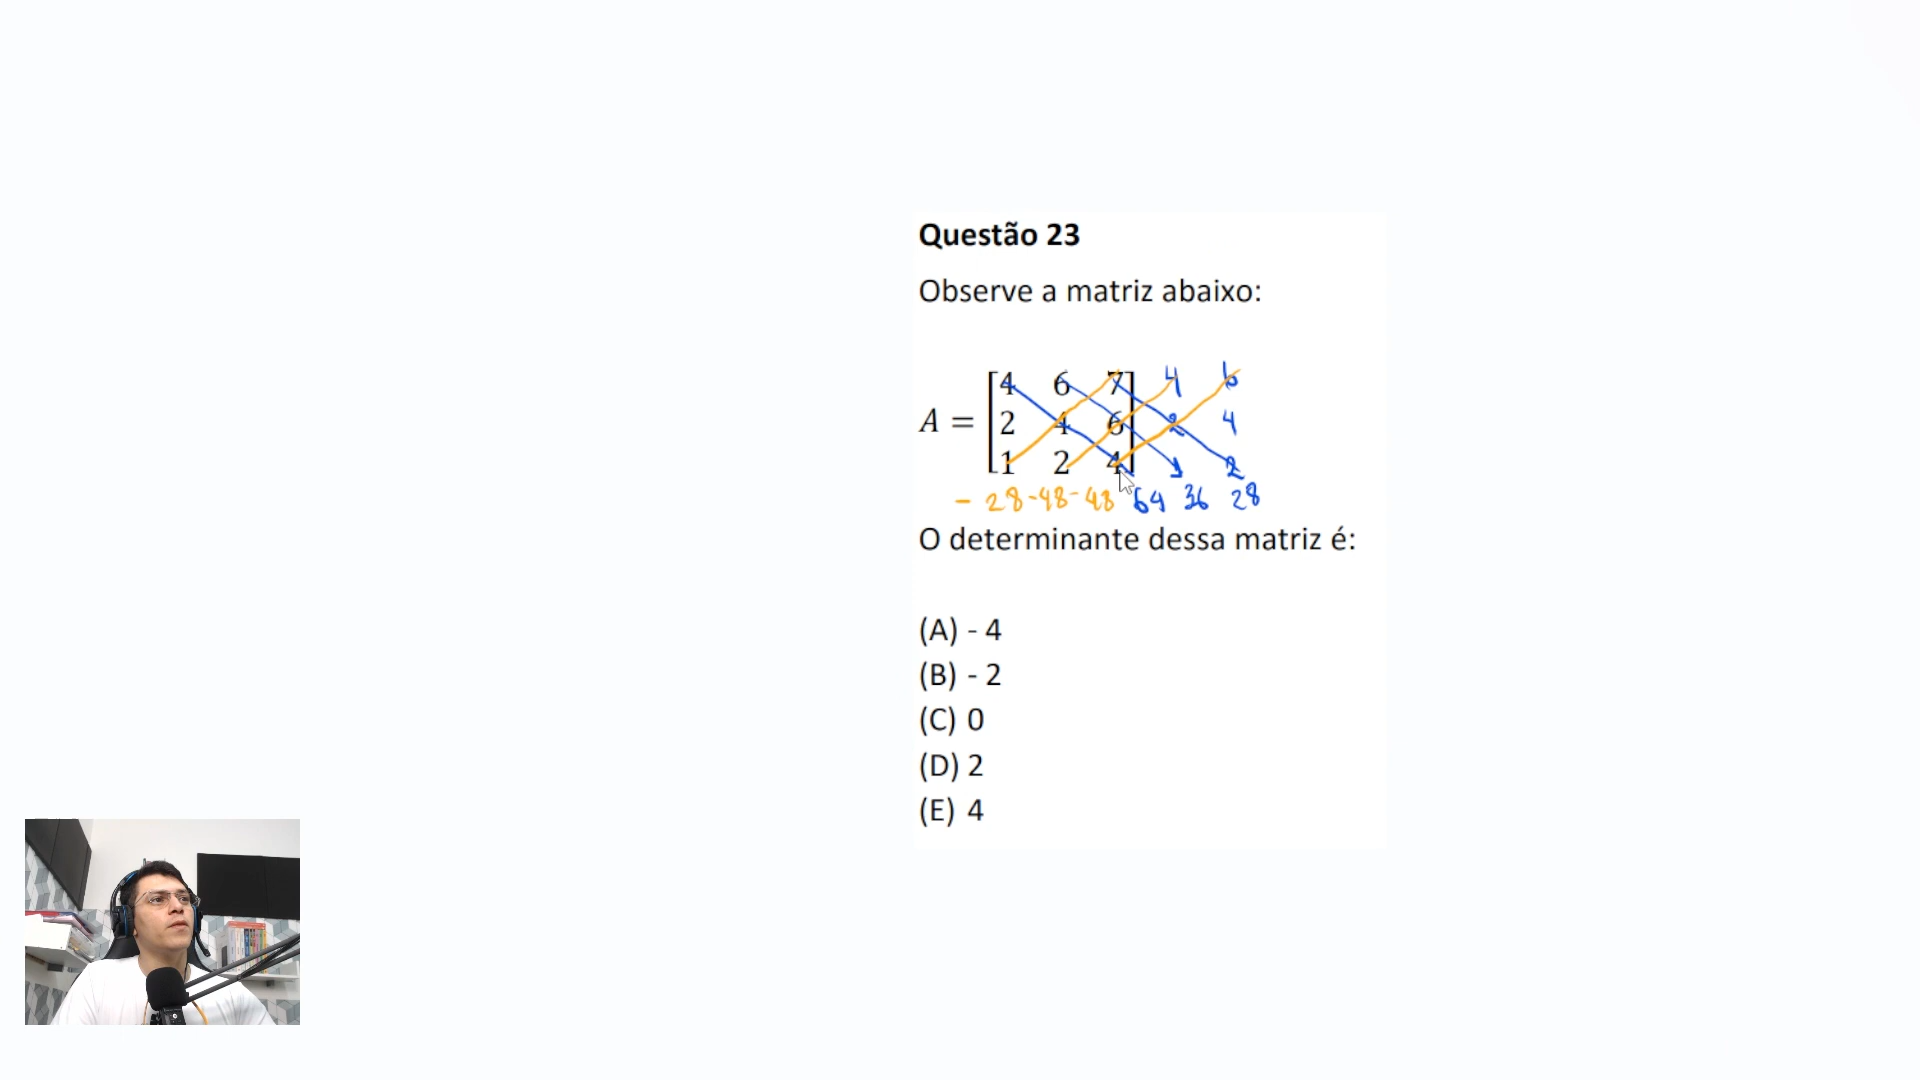 Questão 23
Observe a matriz abaixo:
4 6 7 4 6
A = 2 4 6 2 4
1 2 4 1 2
- 28 - 48 - 48 64 36 28
O determinante dessa matriz é:
(A) - 4
(B) - 2
(C) 0
(D) 2
(E) 4